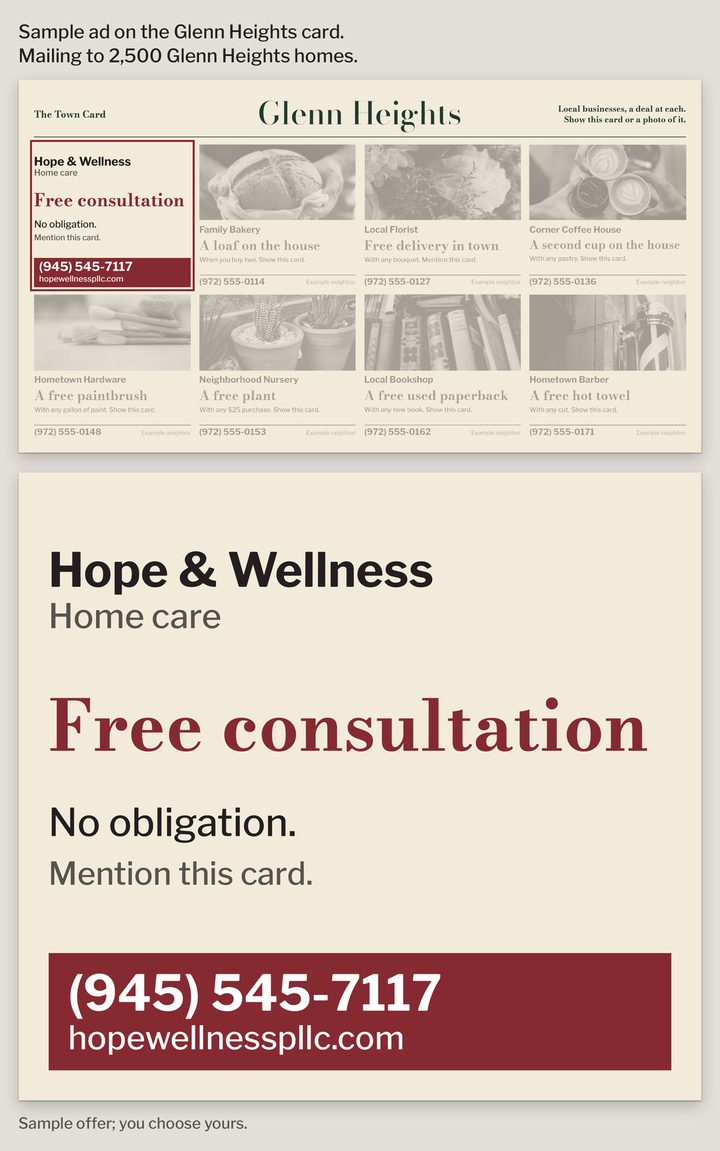 Sample ad on the Glenn Heights card.
Mailing to 2,500 Glenn Heights homes.
The Town Card
Glenn Heights
Local businesses, a deal at each.
Show this card or a photo of it.
Hope & Wellness
Home care
Free consultation
No obligation.
Mention this card.
(945) 545-7117
hopewellnesspllc.com
Family Bakery
A loaf on the house
When you buy two. Show this card.
(972) 555-0114
Example neighbor
Local Florist
Free delivery in town
With any bouquet. Mention this card.
(972) 555-0127
Example neighbor
Corner Coffee House
A second cup on the house
With any pastry. Show this card.
(972) 555-0136
Example neighbor
Hometown Hardware
A free paintbrush
With any gallon of paint. Show this card.
(972) 555-0148
Example neighbor
Neighborhood Nursery
A free plant
With any $25 purchase. Show this card.
(972) 555-0153
Example neighbor
Local Bookshop
A free used paperback
With any new book. Show this card.
(972) 555-0162
Example neighbor
Hometown Barber
A free hot towel
With any cut. Show this card.
(972) 555-0171
Example neighbor
Hope & Wellness
Home care
Free consultation
No obligation.
Mention this card.
(945) 545-7117
hopewellnesspllc.com
Sample offer; you choose yours.